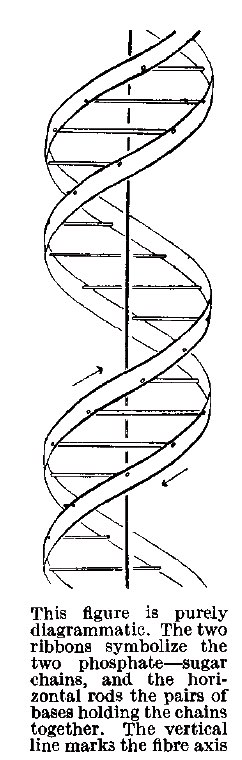 This figure is purely
diagrammatic. The two
ribbons symbolize the
two phosphate—sugar
chains, and the hori-
zontal rods the pairs of
bases holding the chains
together. The vertical
line marks the fibre axis